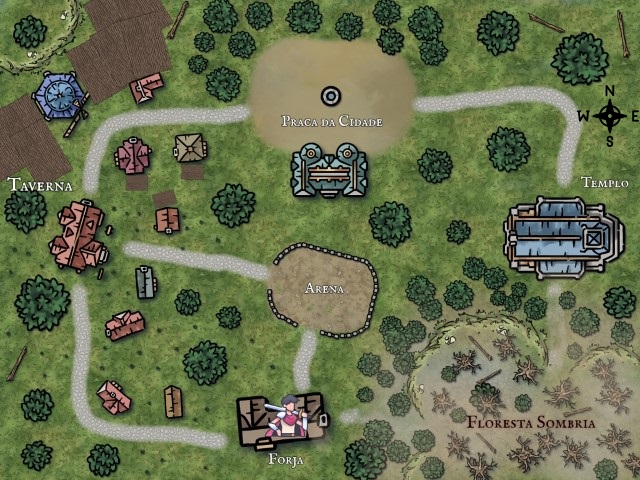 N
W E
S
Praça da Cidade
Taverna
Templo
Arena
Floresta Sombria
Forja